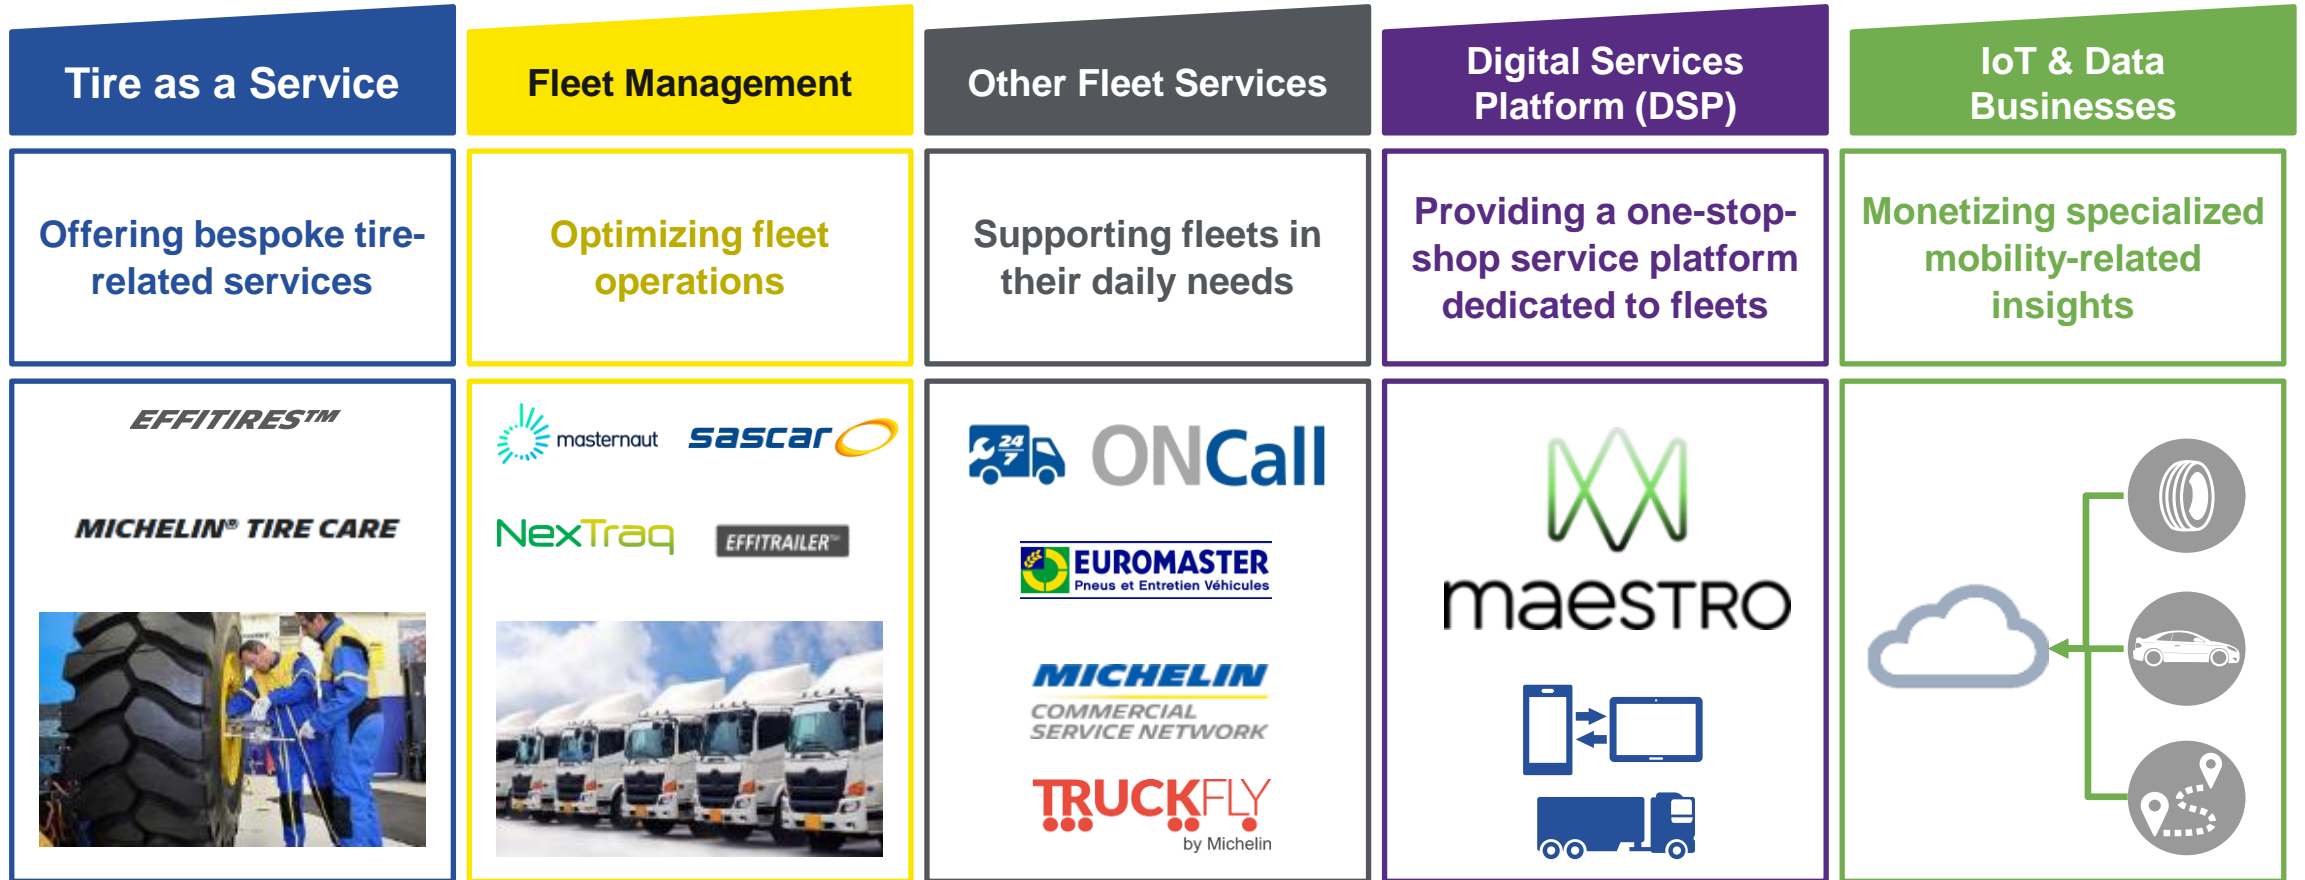 Tire as a Service
Offering bespoke tire-
related services
EFFITIRES™
MICHELIN® TIRE CARE
Fleet Management
Optimizing fleet
operations
masternaut
sascar
NexTraq
EFFITRAILER™
Other Fleet Services
Supporting fleets in
their daily needs
24
7
ONCall
EUROMASTER
Pneus et Entretien Véhicules
MICHELIN
COMMERCIAL
SERVICE NETWORK
TRUCKFLY
by Michelin
Digital Services
Platform (DSP)
Providing a one-stop-
shop service platform
dedicated to fleets
maesTRO
IoT & Data
Businesses
Monetizing specialized
mobility-related
insights